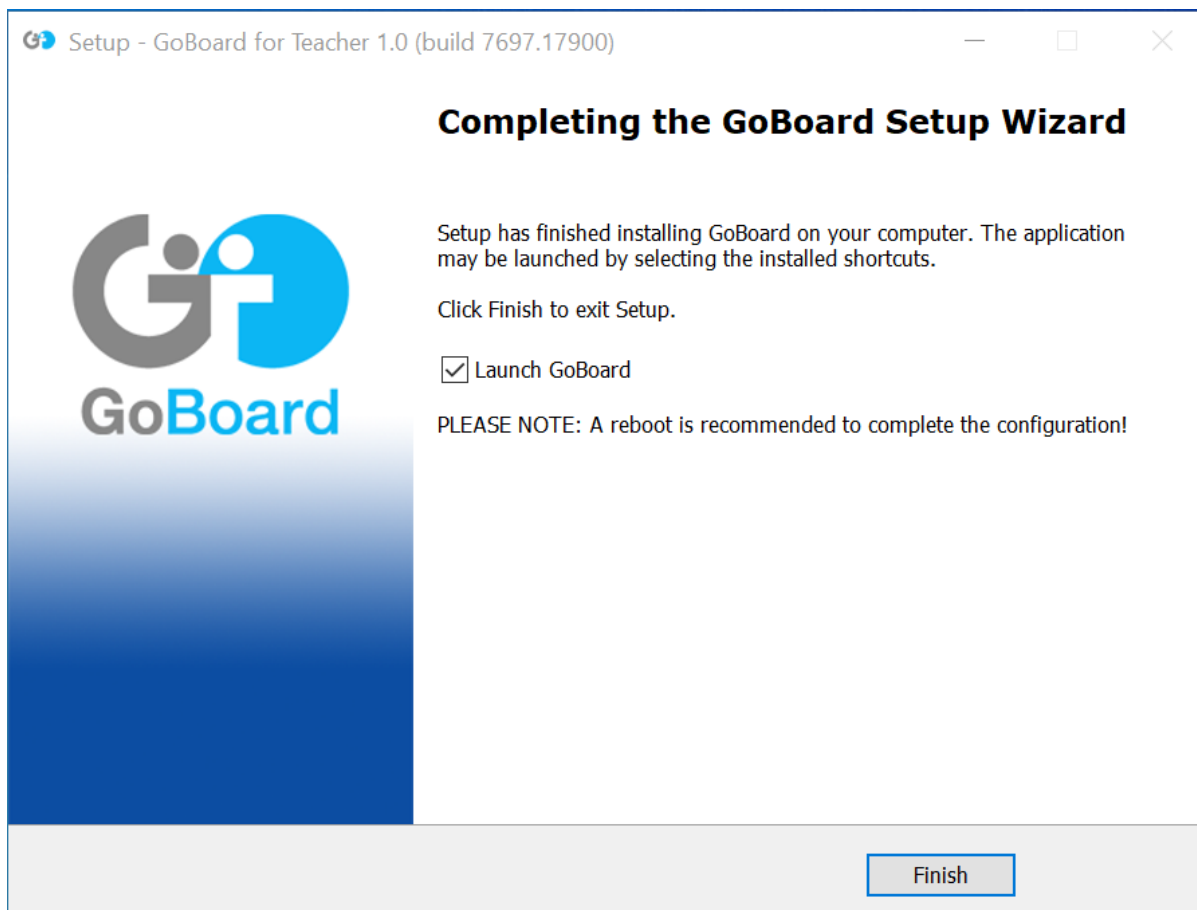 Setup - GoBoard for Teacher 1.0 (build 7697.17900)
Completing the GoBoard Setup Wizard
Setup has finished installing GoBoard on your computer. The application
may be launched by selecting the installed shortcuts.
Click Finish to exit Setup.
Launch GoBoard
PLEASE NOTE: A reboot is recommended to complete the configuration!
GoBoard
Finish